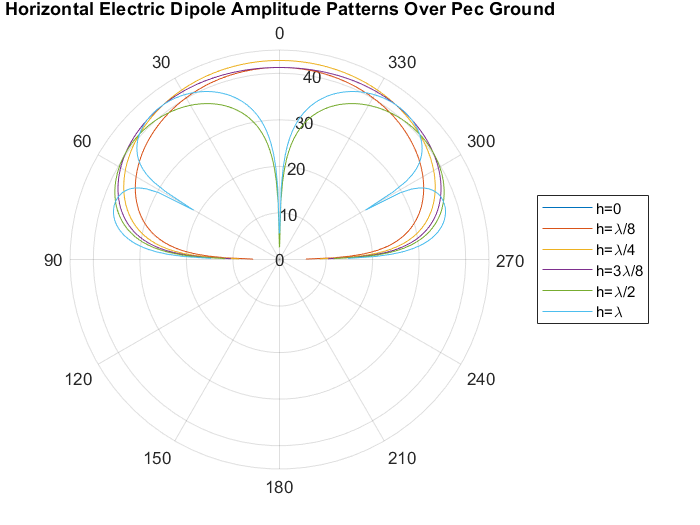 Horizontal Electric Dipole Amplitude Patterns Over Pec Ground
0
30
330
40
60
30
300
20
10
90
0
270
120
240
150
210
180
h=0
h=λ/8
h=λ/4
h=3λ/8
h=λ/2
h=λ